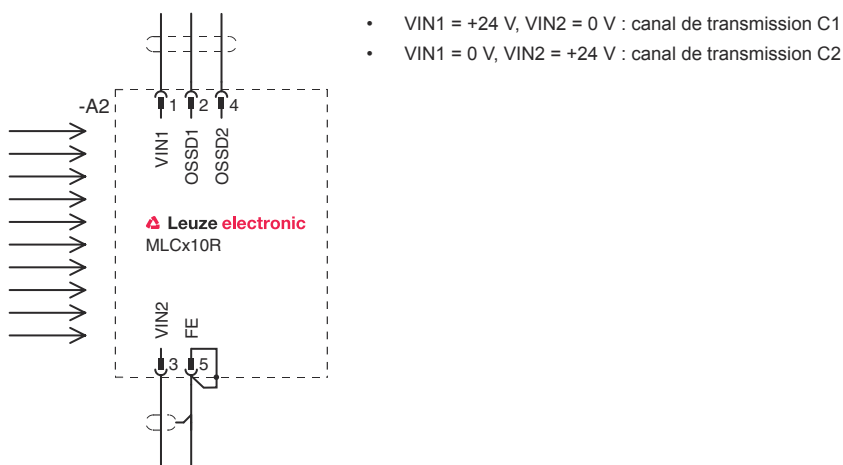 • VIN1 = +24 V, VIN2 = 0 V : canal de transmission C1
• VIN1 = 0 V, VIN2 = +24 V : canal de transmission C2
-A2
1 2 4
VIN1
OSSD1
OSSD2
Leuze electronic
MLCx10R
VIN2
FE
3 5